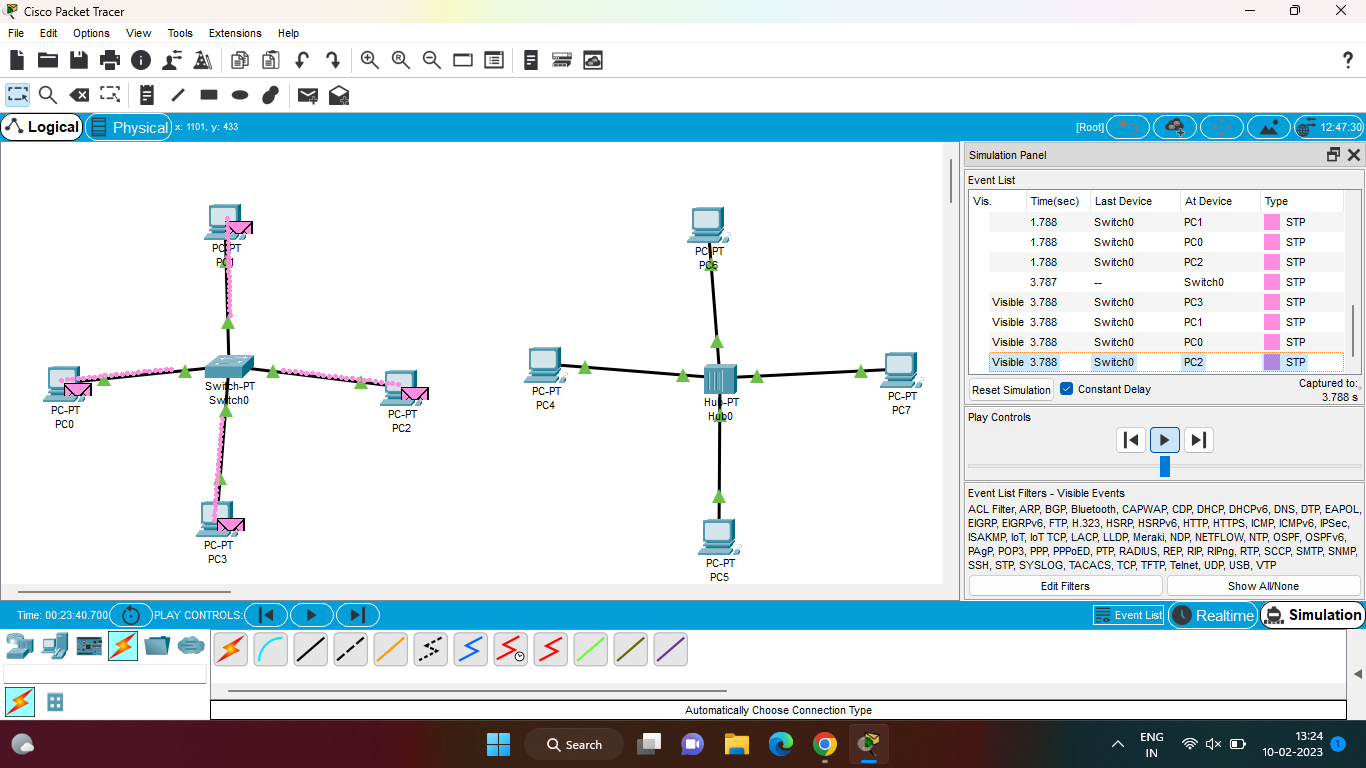 Cisco Packet Tracer
File Edit Options View Tools Extensions Help
Logical Physical x: 1101, y: 433 [Root] 12:47:30
PC-PT
PC1
PC-PT
PC0
Switch-PT
Switch0
PC-PT
PC2
PC-PT
PC3
PC-PT
PC6
PC-PT
PC4
Hub-PT
Hub0
PC-PT
PC7
PC-PT
PC5
Simulation Panel
Event List
Vis. Time(sec) Last Device At Device Type
1.788 Switch0 PC1 STP
1.788 Switch0 PC0 STP
1.788 Switch0 PC2 STP
3.787 -- Switch0 STP
Visible 3.788 Switch0 PC3 STP
Visible 3.788 Switch0 PC1 STP
Visible 3.788 Switch0 PC0 STP
Visible 3.788 Switch0 PC2 STP
Reset Simulation Constant Delay Captured to:
3.788 s
Play Controls
Event List Filters - Visible Events
ACL Filter, ARP, BGP, Bluetooth, CAPWAP, CDP, DHCP, DHCPv6, DNS, DTP, EAPOL,
EIGRP, EIGRPv6, FTP, H.323, HSRP, HSRPv6, HTTP, HTTPS, ICMP, ICMPv6, IPSec,
ISAKMP, IoT, IoT TCP, LACP, LLDP, Meraki, NDP, NETFLOW, NTP, OSPF, OSPFv6,
PAgP, POP3, PPP, PPPoED, PTP, RADIUS, REP, RIP, RIPng, RTP, SCCP, SMTP, SNMP,
SSH, STP, SYSLOG, TACACS, TCP, TFTP, Telnet, UDP, USB, VTP
Edit Filters Show All/None
Time: 00:23:40.700 PLAY CONTROLS: Event List Realtime Simulation
Automatically Choose Connection Type
Search
ENG
IN
13:24
10-02-2023
1